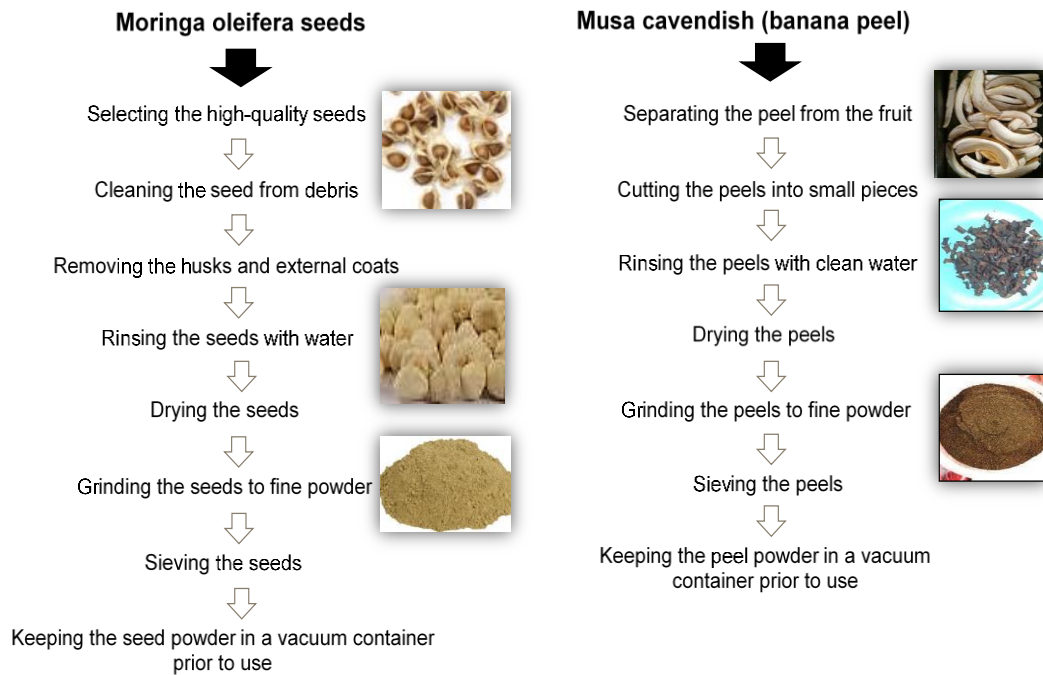 Moringa oleifera seeds
Selecting the high-quality seeds
Cleaning the seed from debris
Removing the husks and external coats
Rinsing the seeds with water
Drying the seeds
Grinding the seeds to fine powder
Sieving the seeds
Keeping the seed powder in a vacuum container
prior to use
Musa cavendish (banana peel)
Separating the peel from the fruit
Cutting the peels into small pieces
Rinsing the peels with clean water
Drying the peels
Grinding the peels to fine powder
Sieving the peels
Keeping the peel powder in a vacuum
container prior to use